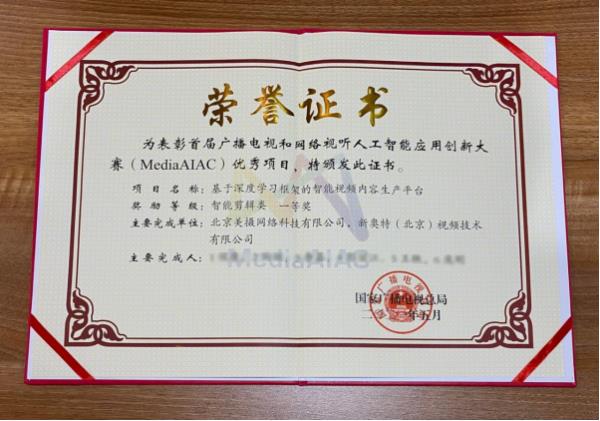 荣誉证书
为表彰首届广播电视和网络视听人工智能应用创新大
赛（MediaAIAC）优秀项目，特颁发此证书。
项目名称：基于深度学习框架的智能视频内容生产平台
奖励等级：智能剪辑类 一等奖
主要完成单位：北京美摄网络科技有限公司、新奥特（北京）视频技术
有限公司
主要完成人：
MediaAIAC
国家广播电视总局
二〇二一年五月